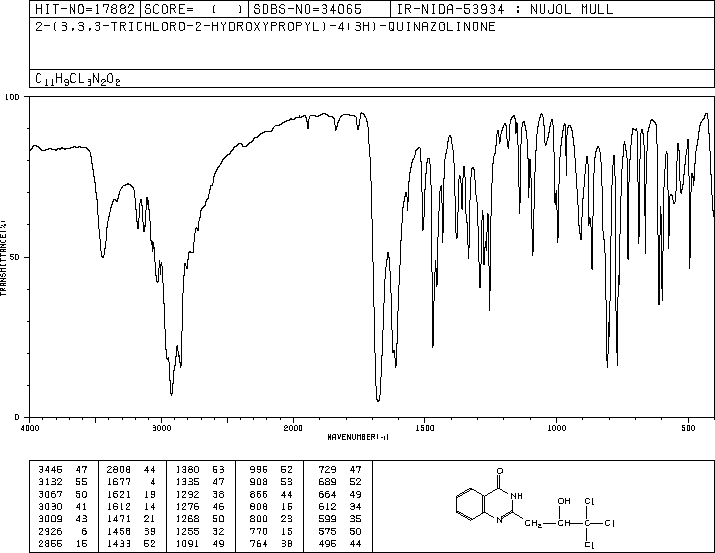 HIT-NO=17882 SCORE= ( ) SDBS-NO=34065 IR-NIDA-53934 : NUJOL MULL
2-(3,3,3-TRICHLORO-2-HYDROXYPROPYL)-4(3H)-QUINAZOLINONE
C11H9CL3N2O2
100
50
0
TRANSMITTANCE(%)
4000 3000 2000 1500 1000 500
WAVENUMBER(-1)
3446 47 2808 44 1380 53 996 52 729 47
3132 55 1677 4 1335 47 908 53 689 52
3067 50 1621 19 1292 38 866 44 664 49
3030 41 1612 14 1276 46 808 15 612 34
3009 43 1471 21 1268 50 800 23 599 35
2926 6 1458 39 1255 32 770 15 575 50
2855 15 1433 52 1091 49 764 38 496 44
O
NH
N
OH
Cl
CH2
Cl
Cl